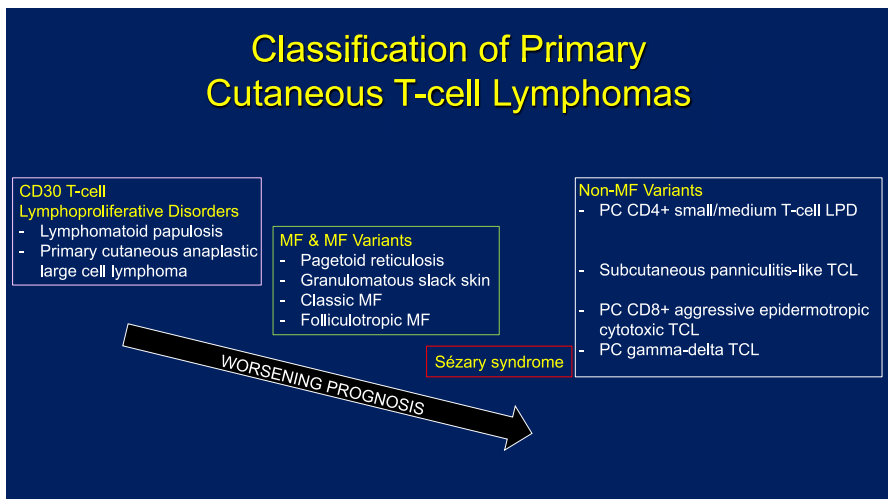 Classification of Primary
Cutaneous T-cell Lymphomas
CD30 T-cell
Lymphoproliferative Disorders
- Lymphomatoid papulosis
- Primary cutaneous anaplastic
large cell lymphoma
MF & MF Variants
- Pagetoid reticulosis
- Granulomatous slack skin
- Classic MF
- Folliculotropic MF
Sézary syndrome
Non-MF Variants
- PC CD4+ small/medium T-cell LPD
- Subcutaneous panniculitis-like TCL
- PC CD8+ aggressive epidermotropic
cytotoxic TCL
- PC gamma-delta TCL
WORSENING PROGNOSIS